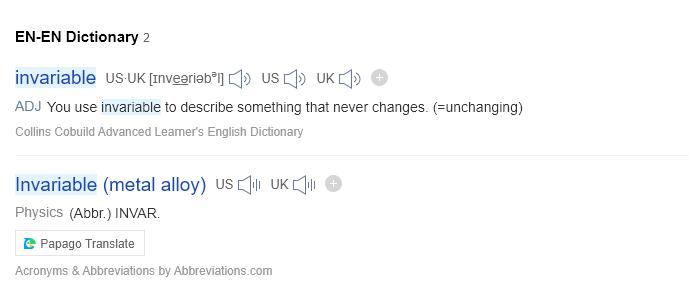 EN-EN Dictionary 2
invariable US·UK [ɪnveəriəbᵊl] US UK
ADJ You use invariable to describe something that never changes. (=unchanging)
Collins Cobuild Advanced Learner's English Dictionary
Invariable (metal alloy) US UK
Physics (Abbr.) INVAR.
Papago Translate
Acronyms & Abbreviations by Abbreviations.com